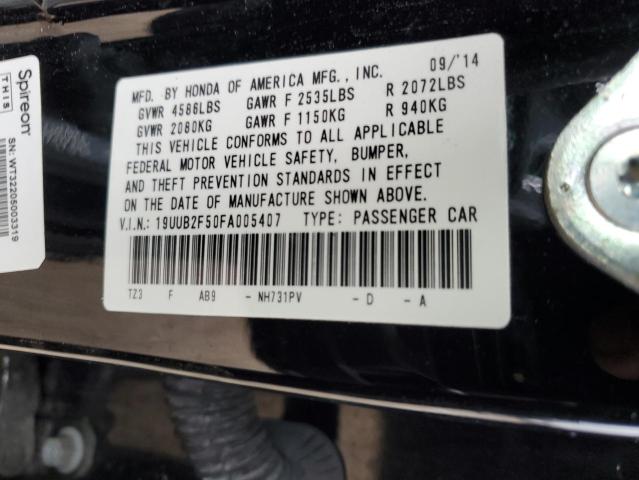 09/'14
MFD. BY HONDA OF AMERICA MFG., INC.
GVWR 4586LBS GAWR F 2535LBS R 2072LBS
GVWR 2080KG GAWR F 1150KG R 940KG
THIS VEHICLE CONFORMS TO ALL APPLICABLE
FEDERAL MOTOR VEHICLE SAFETY, BUMPER,
AND THEFT PREVENTION STANDARDS IN EFFECT
ON THE DATE OF MANUFACTURE SHOWN ABOVE.
V.I.N: 19UUB2F50FA005407 TYPE: PASSENGER CAR
TZ3 F AB9 - NH731PV - D - A
Spireon
THIS
SN: W732205003319